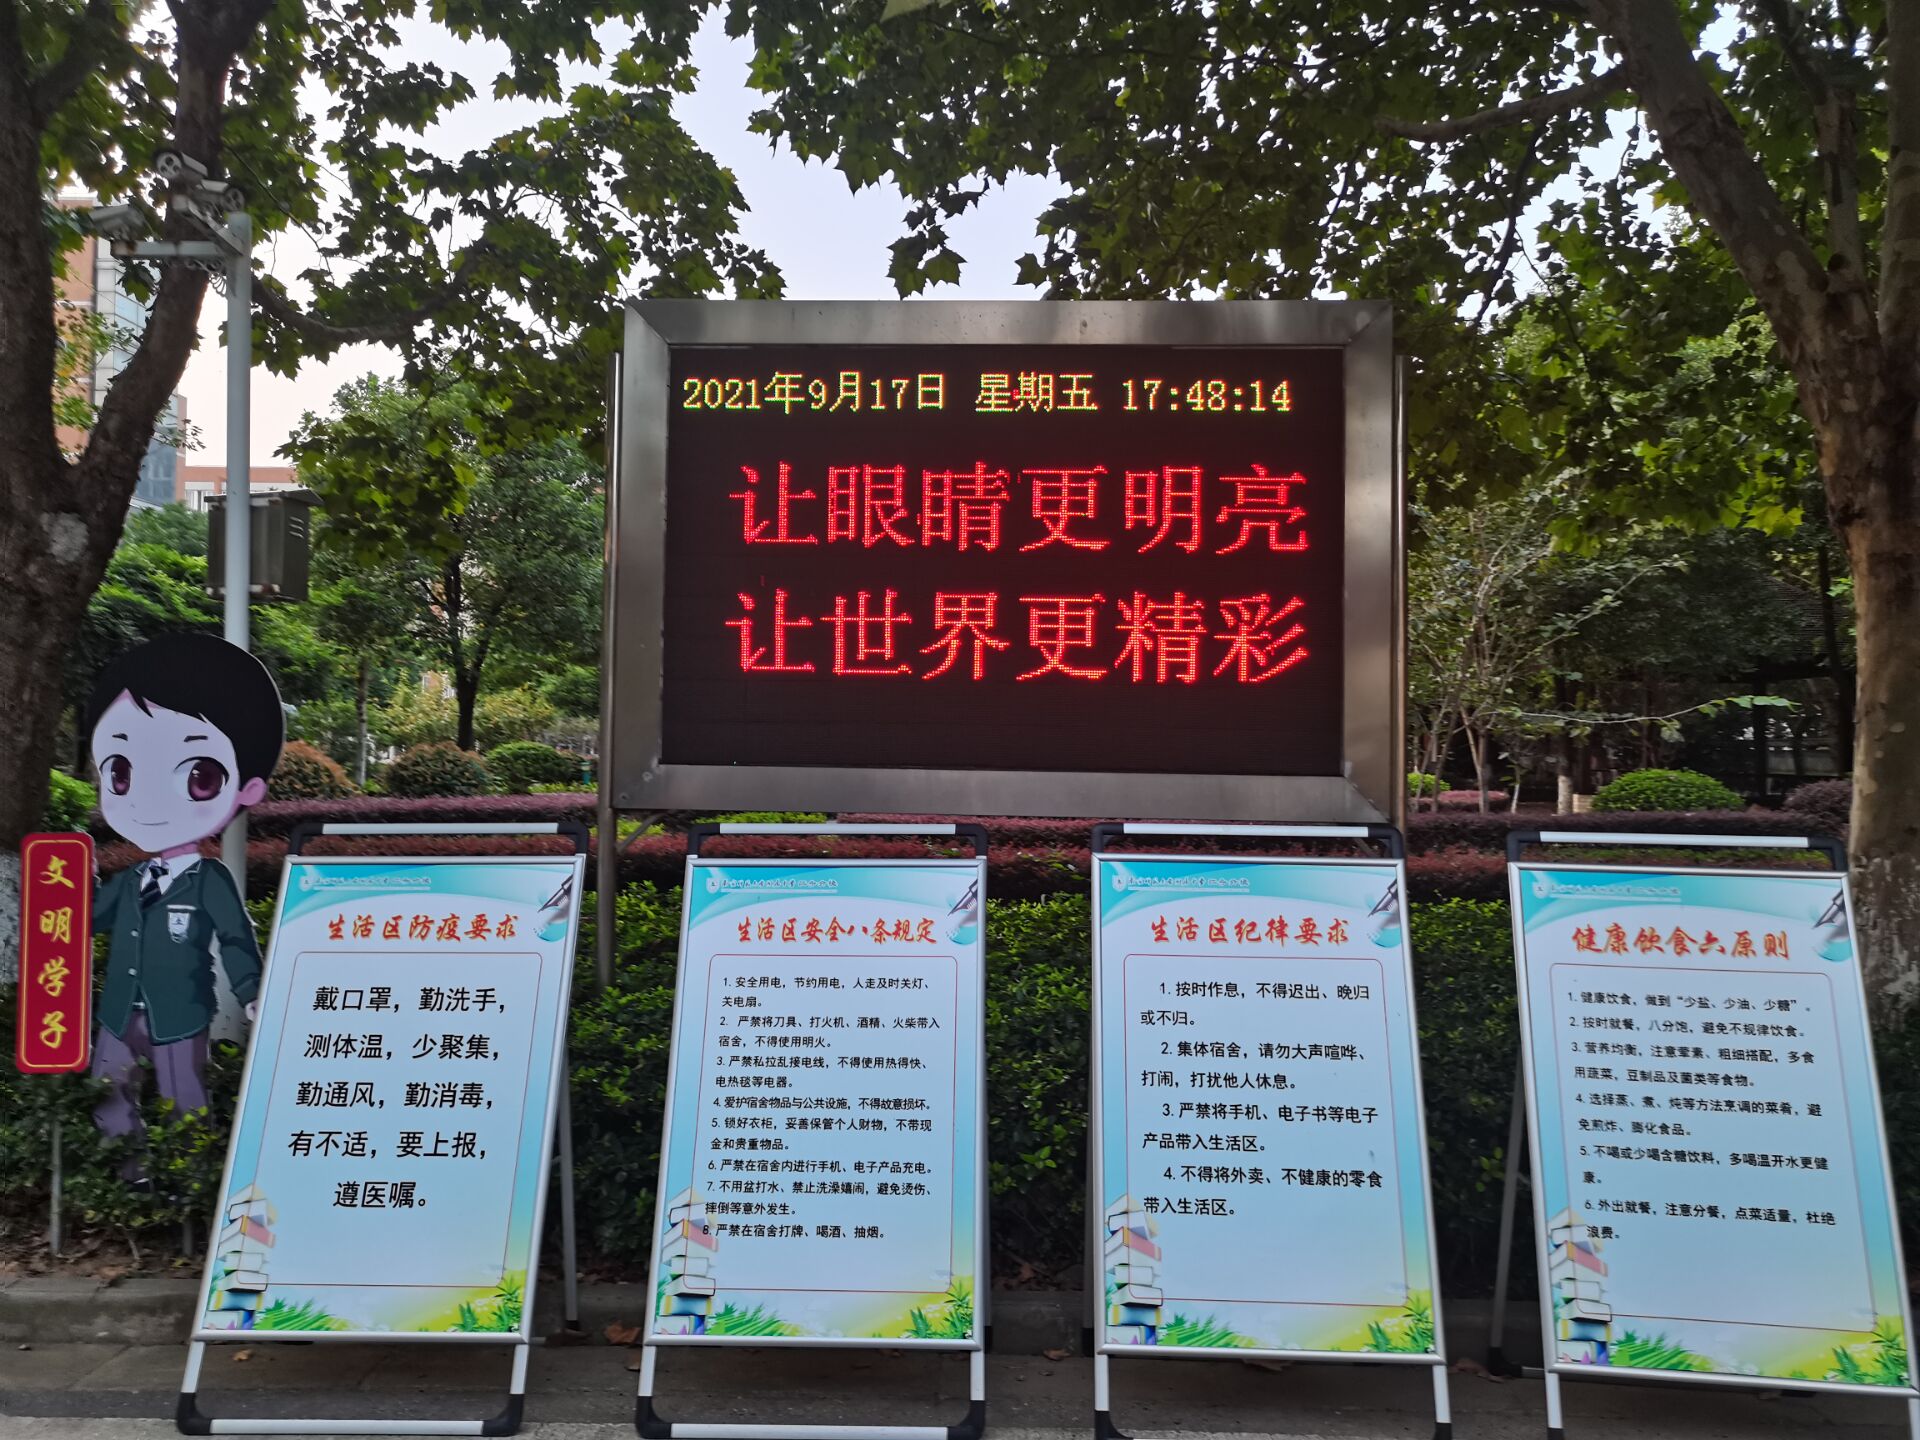 2021年9月17日 星期五 17:48:14
让眼睛更明亮
让世界更精彩
文明学子
生活区防疫要求
戴口罩，勤洗手，
测体温，少聚集，
勤通风，勤消毒，
有不适，要上报，
遵医嘱。
生活区安全八条规定
1. 安全用电，节约用电，人走及时关灯、
关电扇。
2. 严禁将刀具、打火机、酒精、火柴带入
宿舍，不得使用明火。
3. 严禁私拉乱接电线，不得使用热得快、
电热毯等电器。
4. 爱护宿舍物品与公共设施，不得故意损坏。
5. 锁好衣柜，妥善保管个人财物，不带现
金和贵重物品。
6. 严禁在宿舍内进行手机、电子产品充电。
7. 不用盆打水、禁止洗澡嬉闹，避免烫伤、
摔倒等意外发生。
8. 严禁在宿舍打牌、喝酒、抽烟。
生活区纪律要求
1. 按时作息，不得迟出、晚归
或不归。
2. 集体宿舍，请勿大声喧哗、
打闹，打扰他人休息。
3. 严禁将手机、电子书等电子
产品带入生活区。
4. 不得将外卖、不健康的零食
带入生活区。
健康饮食六原则
1. 健康饮食，做到“少盐、少油、少糖”。
2. 按时就餐，八分饱，避免不规律饮食。
3. 营养均衡，注意荤素、粗细搭配，多食
用蔬菜，豆制品及菌类等食物。
4. 选择蒸、煮、炖等方法烹调的菜肴，避
免煎炸、膨化食品。
5. 不喝或少喝含糖饮料，多喝温开水更健
康。
6. 外出就餐，注意分餐，点菜适量，杜绝
浪费。